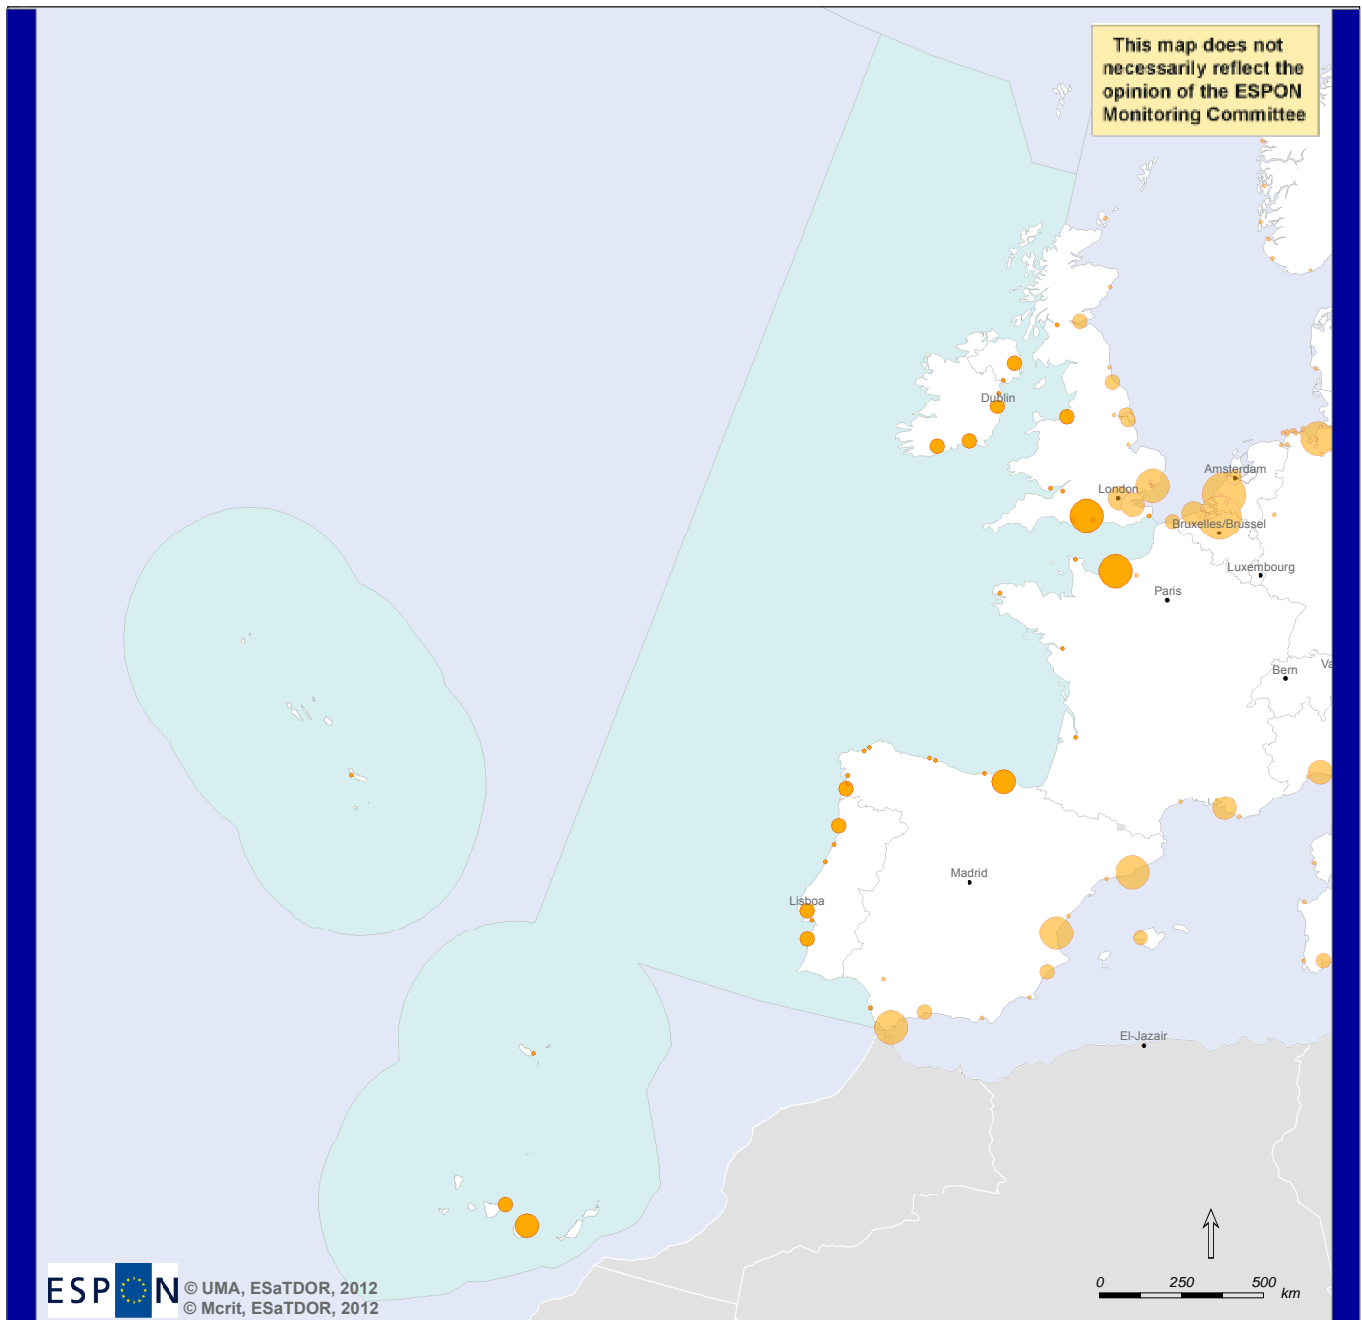 This map does not
necessarily reflect the
opinion of the ESPON
Monitoring Committee
Dublin
Amsterdam
London
Bruxelles/Brussel
Luxembourg
Paris
Bern
Va
Madrid
Lisboa
El-Jazair
ESPON
© UMA, ESaTDOR, 2012
© Mcrit, ESaTDOR, 2012
0 250 500
km